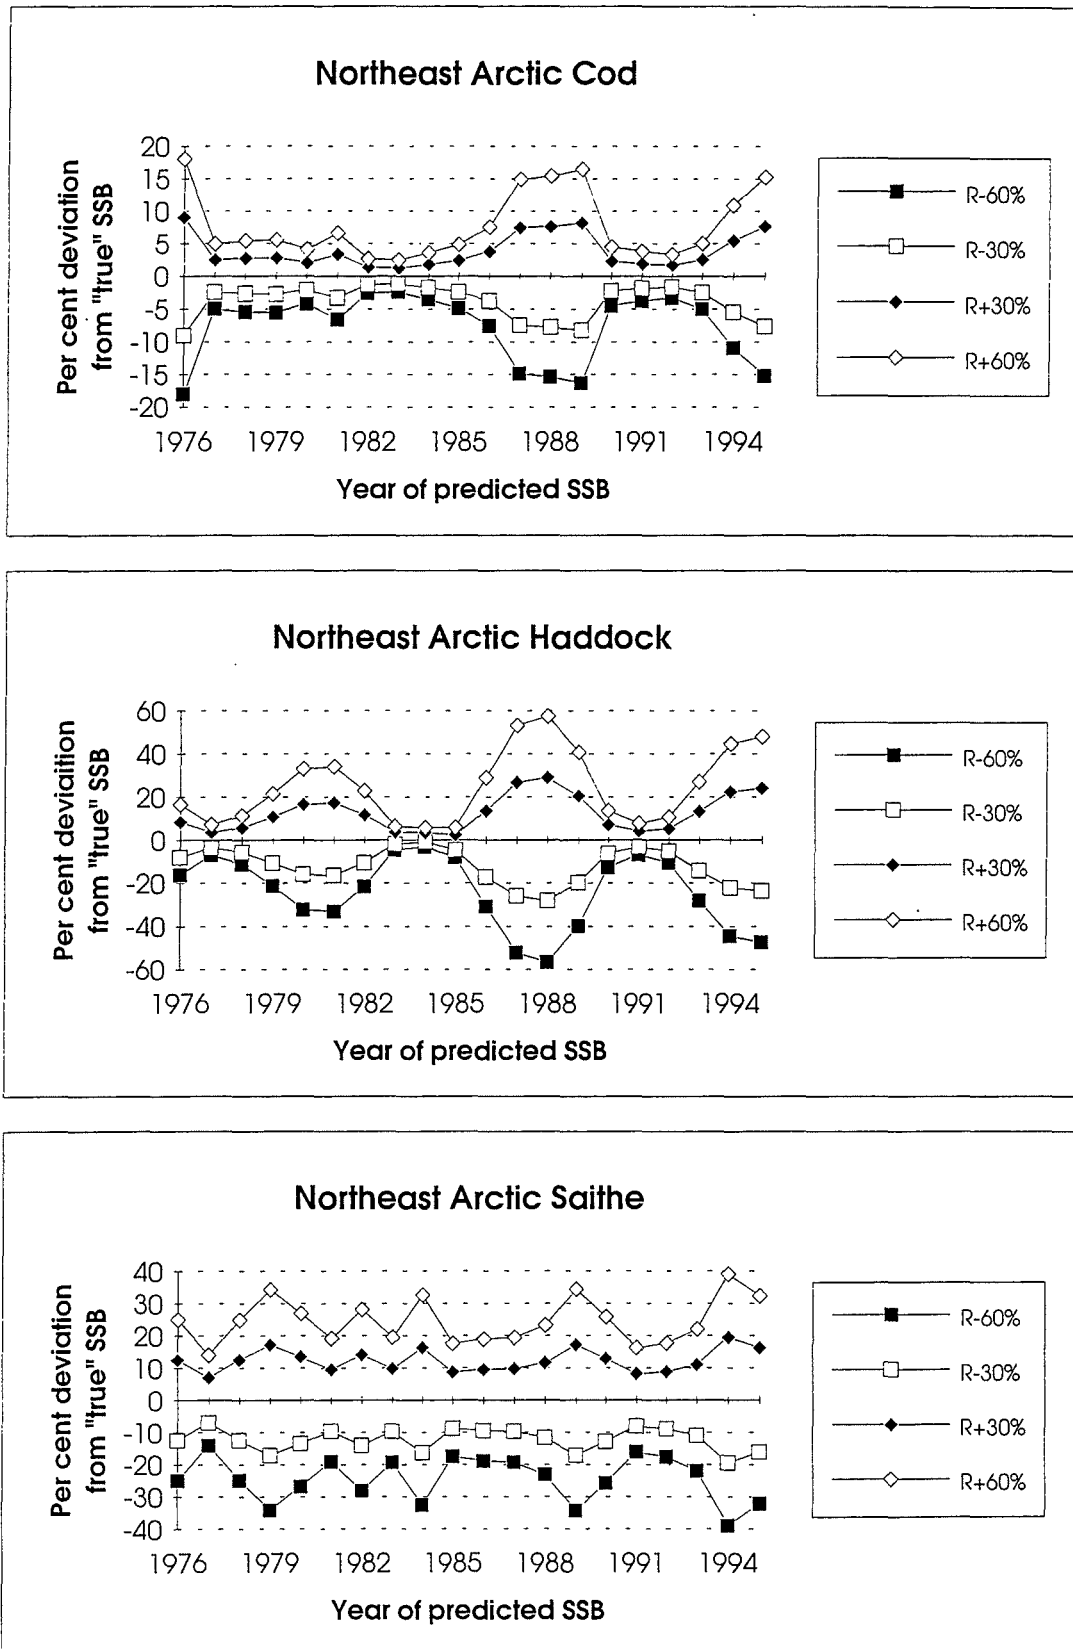 Northeast Arctic Cod
Per cent deviation
from "true" SSB
20
15
10
5
0
-5
-10
-15
-20
1976 1979 1982 1985 1988 1991 1994
Year of predicted SSB
R-60%
R-30%
R+30%
R+60%
Northeast Arctic Haddock
Per cent deviaition
from "true" SSB
60
40
20
0
-20
-40
-60
1976 1979 1982 1985 1988 1991 1994
Year of predicted SSB
R-60%
R-30%
R+30%
R+60%
Northeast Arctic Saithe
Per cent deviation
from "true" SSB
40
30
20
10
0
-10
-20
-30
-40
1976 1979 1982 1985 1988 1991 1994
Year of predicted SSB
R-60%
R-30%
R+30%
R+60%